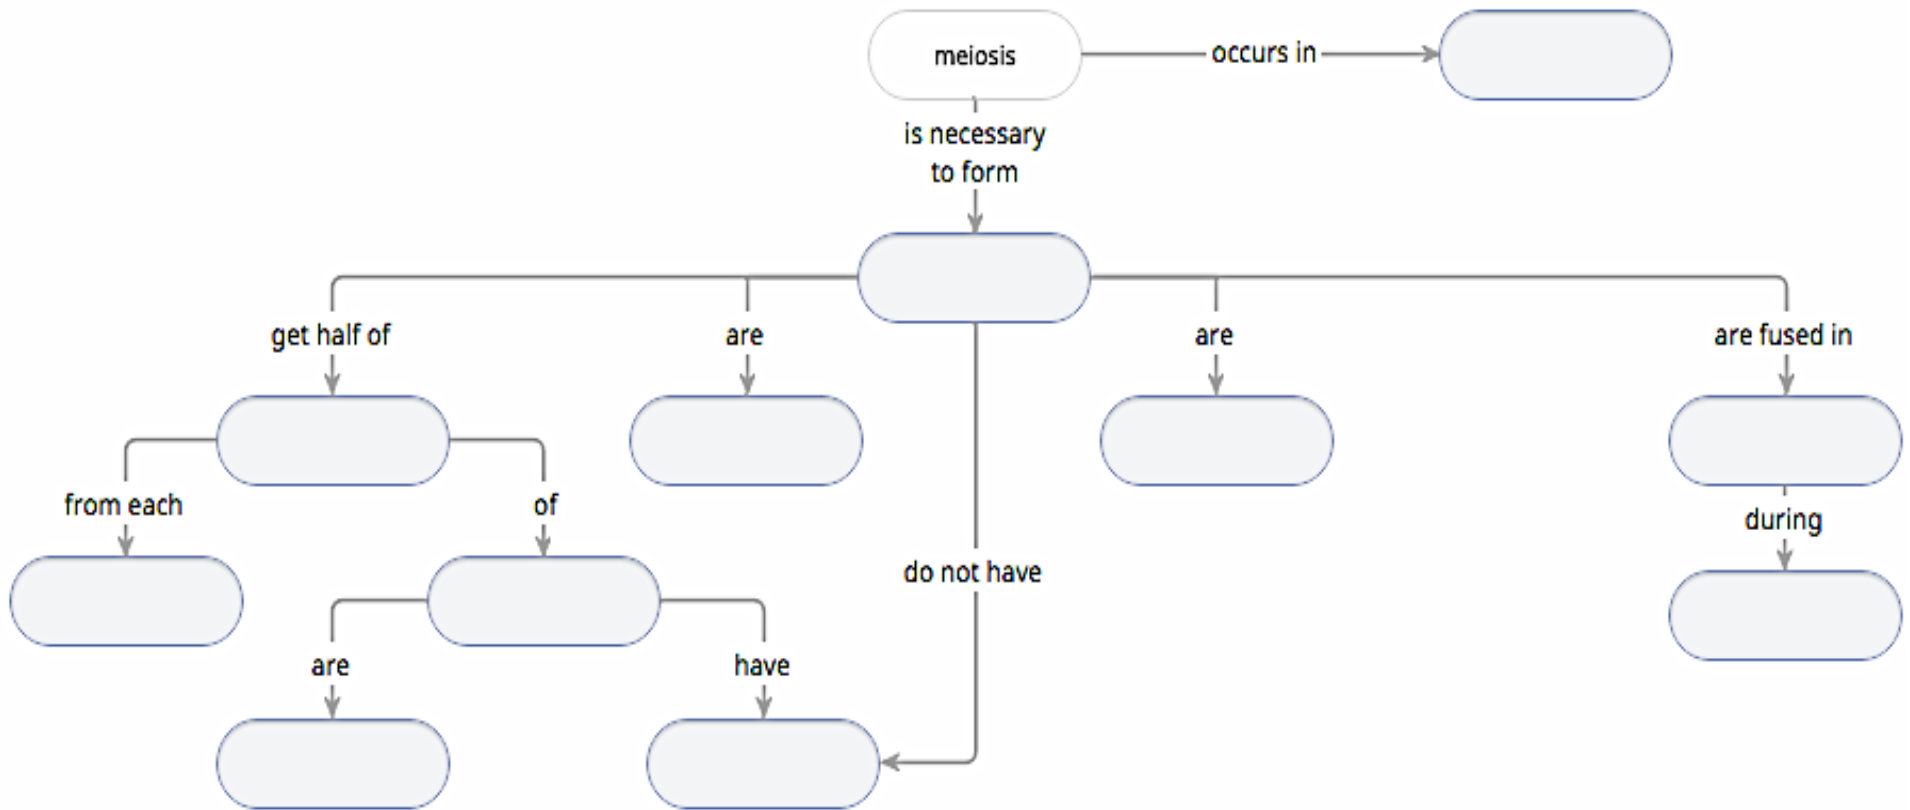 meiosis
occurs in
is necessary
to form
get half of
are
are
are fused in
from each
of
during
do not have
are
have